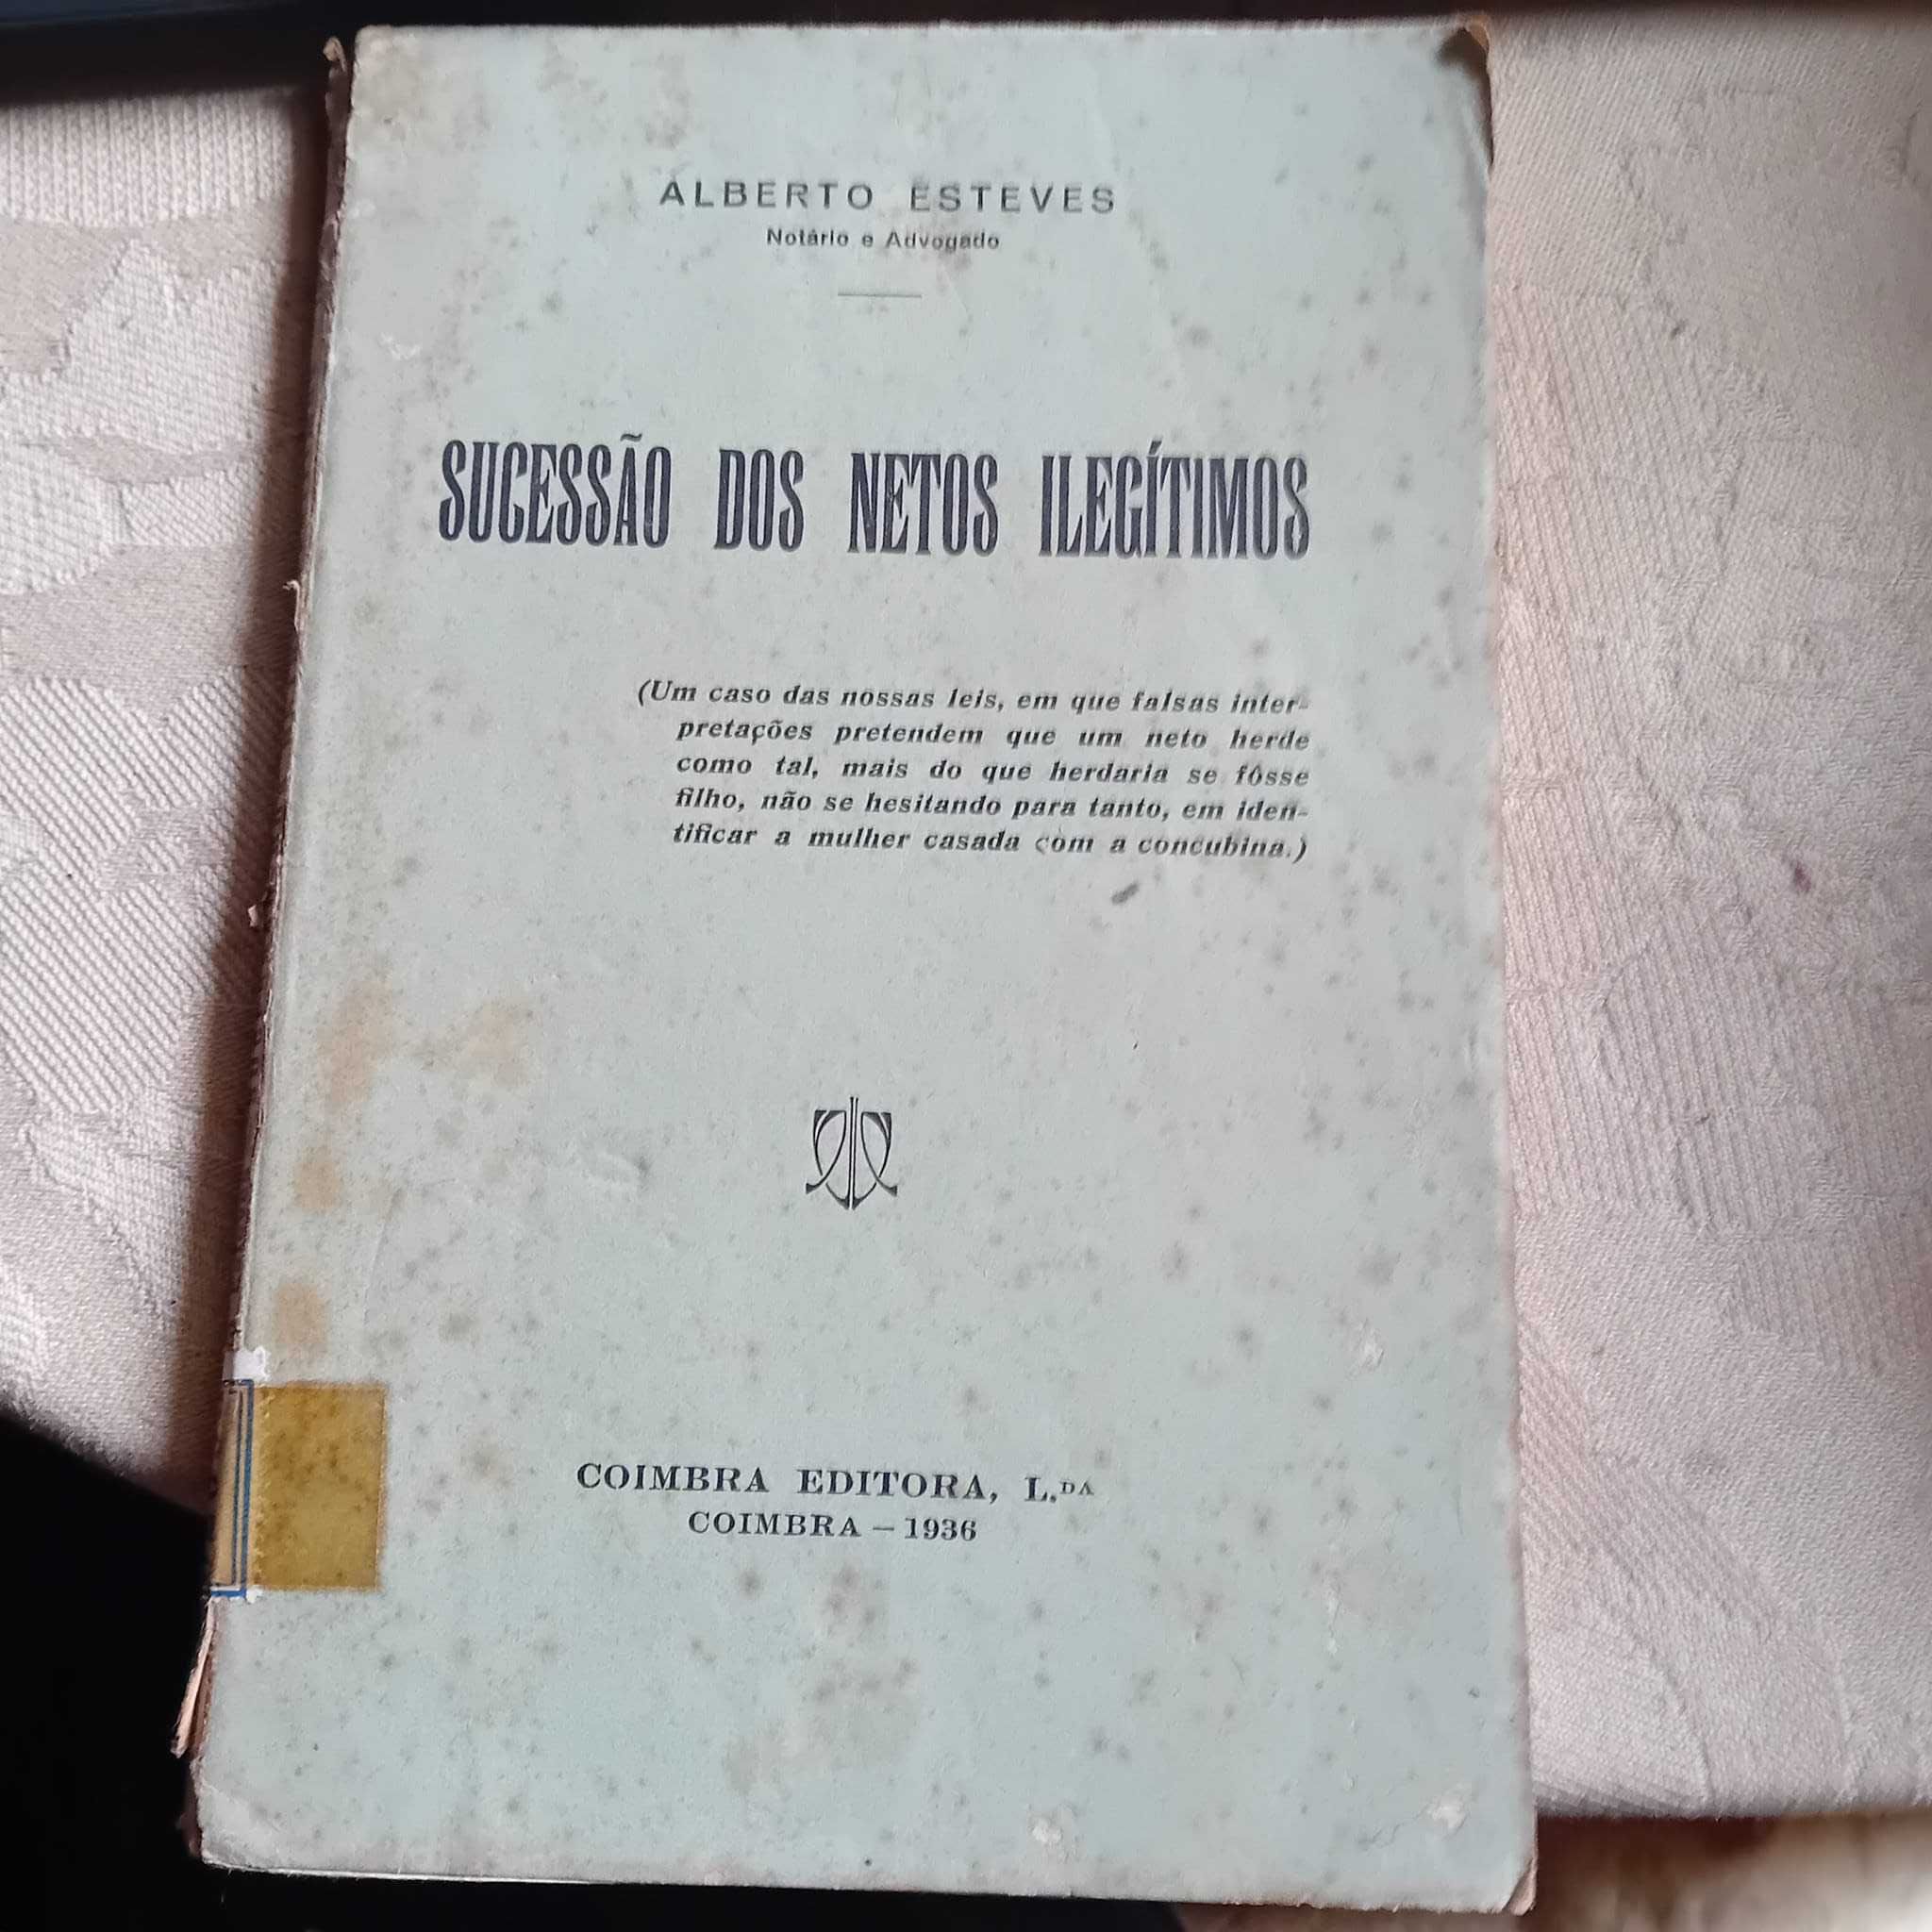 ALBERTO ESTEVES
Notário e Advogado
SUCESSÃO DOS NETOS ILEGÍTIMOS
(Um caso das nossas leis, em que falsas inter-
pretações pretendem que um neto herde
como tal, mais do que herdaria se fôsse
filho, não se hesitando para tanto, em iden-
tificar a mulher casada com a concubina.)
COIMBRA EDITORA, L.DA
COIMBRA – 1936